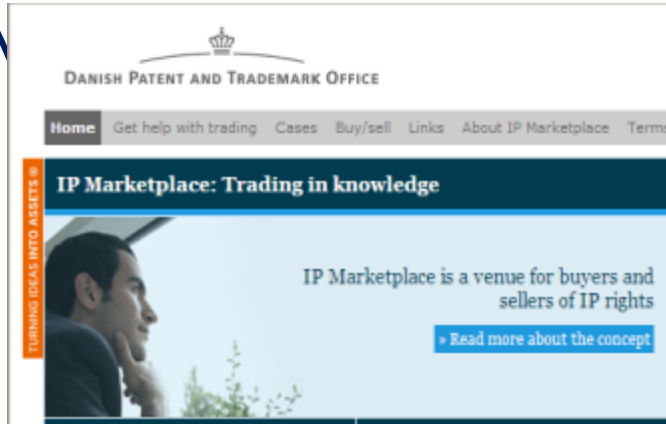 DANISH PATENT AND TRADEMARK OFFICE
Home Get help with trading Cases Buy/sell Links About IP Marketplace Terms
TURNING IDEAS INTO ASSETS ®
IP Marketplace: Trading in knowledge
IP Marketplace is a venue for buyers and
sellers of IP rights
» Read more about the concept